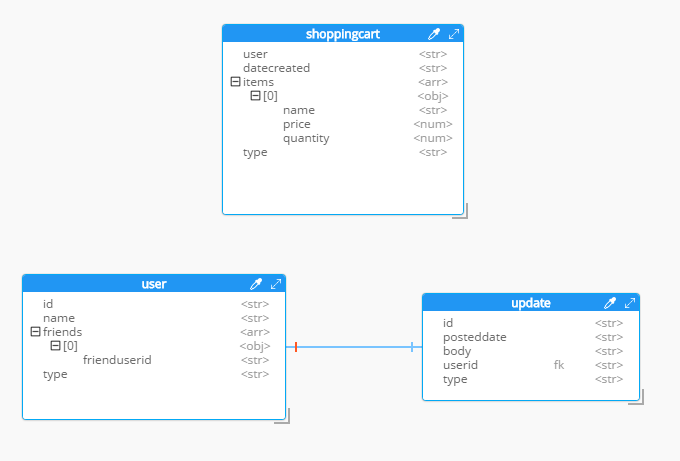 shoppingcart
user <str>
datecreated <str>
items <arr>
[0] <obj>
name <str>
price <num>
quantity <num>
type <str>
user
id <str>
name <str>
friends <arr>
[0] <obj>
frienduserid <str>
type <str>
update
id <str>
posteddate <str>
body <str>
userid fk <str>
type <str>